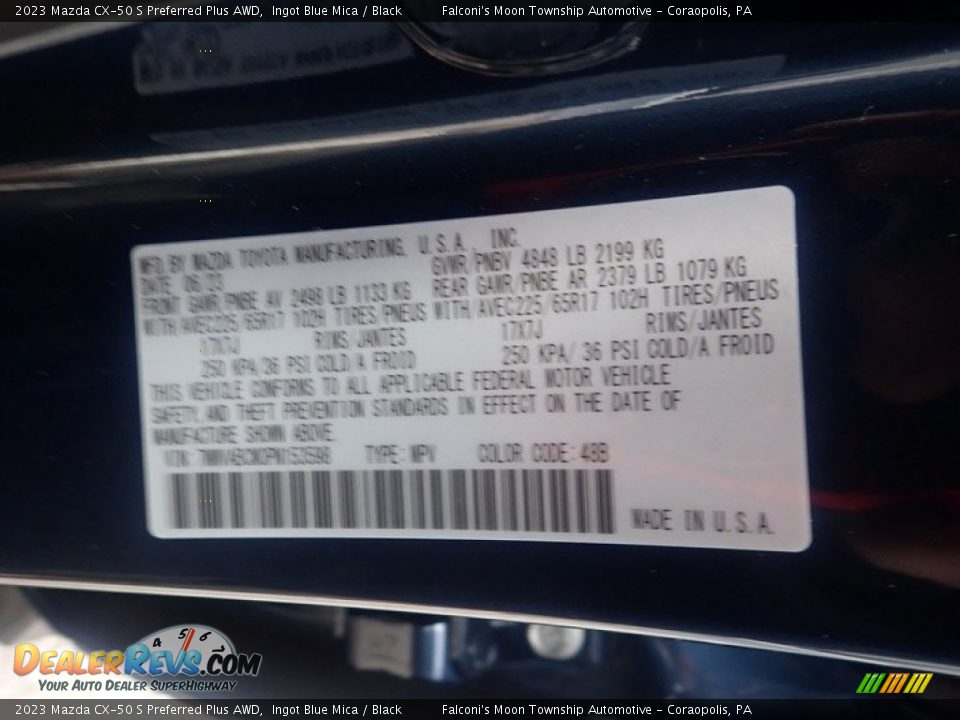 2023 Mazda CX-50 S Preferred Plus AWD, Ingot Blue Mica / Black Falconi's Moon Township Automotive - Coraopolis, PA
MFD. BY MAZDA TOYOTA MANUFACTURING, U.S.A., INC.
DATE 06/23 GVWR/PNBV 4848 LB 2199 KG
FRONT GAWR/PNBE AV 2498 LB 1133 KG REAR GAWR/PNBE AR 2379 LB 1079 KG
WITH/AVEC225/65R17 102H TIRES/PNEUS WITH/AVEC225/65R17 102H TIRES/PNEUS
17X7J RIMS/JANTES 17X7J RIMS/JANTES
250 KPA/36 PSI COLD/A FROID 250 KPA/36 PSI COLD/A FROID
THIS VEHICLE CONFORMS TO ALL APPLICABLE FEDERAL MOTOR VEHICLE
SAFETY AND THEFT PREVENTION STANDARDS IN EFFECT ON THE DATE OF
MANUFACTURE SHOWN ABOVE.
VIN: TYPE: MPV COLOR CODE: 48B
MADE IN U.S.A.
4 5 6
DealerRevs.com
Your Auto Dealer SuperHighway
2023 Mazda CX-50 S Preferred Plus AWD, Ingot Blue Mica / Black Falconi's Moon Township Automotive - Coraopolis, PA